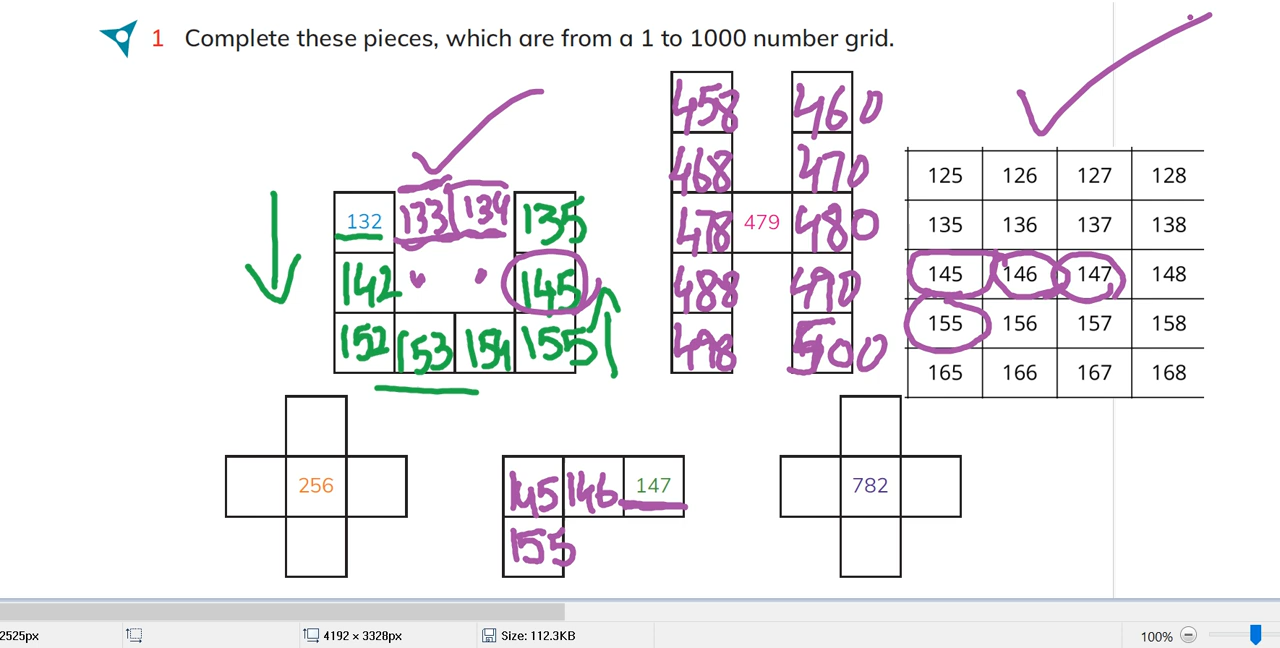 1 Complete these pieces, which are from a 1 to 1000 number grid.
132 133 134 135
142 145
152 153 154 155
458 460
468 470
478 479 480
488 490
498 500
125 126 127 128
135 136 137 138
145 146 147 148
155 156 157 158
165 166 167 168
256
145 146 147
155
782
2525px 4192 × 3328px Size: 112.3KB 100%